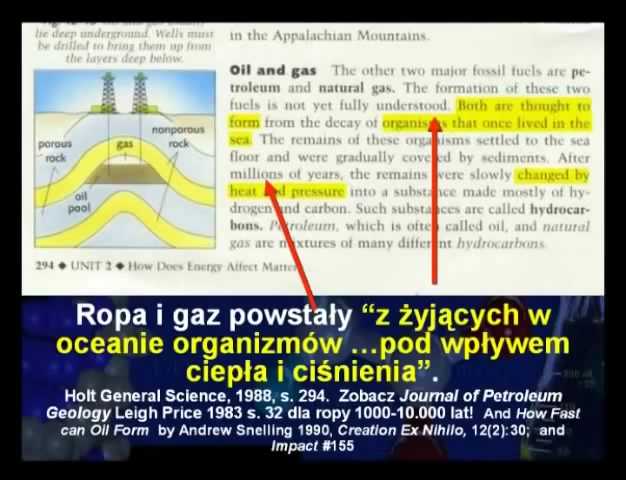 lie deep underground. Wells must
be drilled to bring them up from
the layers deep below.
porous
rock
gas
nonporous
rock
oil
pool
294 ◆ UNIT 2 ◆ How Does Energy Affect Matter
in the Appalachian Mountains.
Oil and gas The other two major fossil fuels are pe-
troleum and natural gas. The formation of these two
fuels is not yet fully understood. Both are thought to
form from the decay of organisms that once lived in the
sea. The remains of these organisms settled to the sea
floor and were gradually covered by sediments. After
millions of years, the remains were slowly changed by
heat and pressure into a substance made mostly of hy-
drogen and carbon. Such substances are called hydrocar-
bons. Petroleum, which is often called oil, and natural
gas are mixtures of many different hydrocarbons.
Ropa i gaz powstały “z żyjących w
oceanie organizmów ...pod wpływem
ciepła i ciśnienia”.
Holt General Science, 1988, s. 294. Zobacz Journal of Petroleum
Geology Leigh Price 1983 s. 32 dla ropy 1000-10.000 lat! And How Fast
can Oil Form by Andrew Snelling 1990, Creation Ex Nihilo, 12(2):30; and
Impact #155